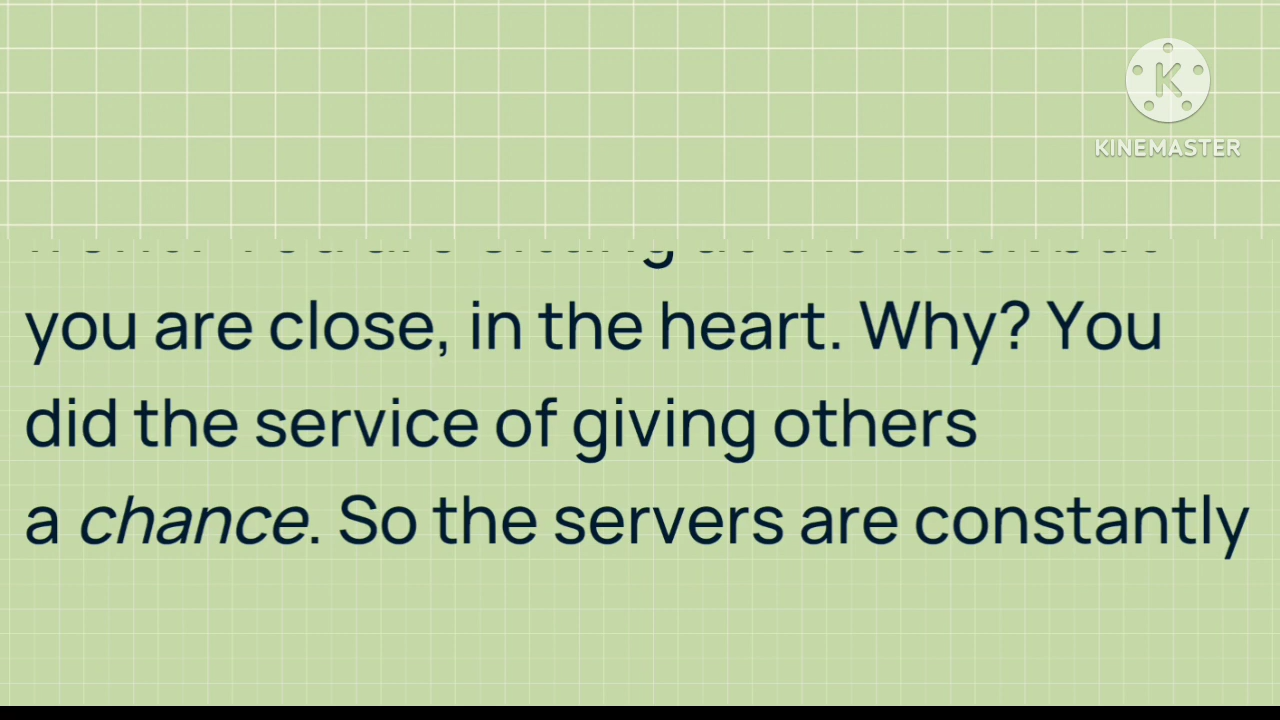 KINEMASTER
you are close, in the heart. Why? You
did the service of giving others
a chance. So the servers are constantly